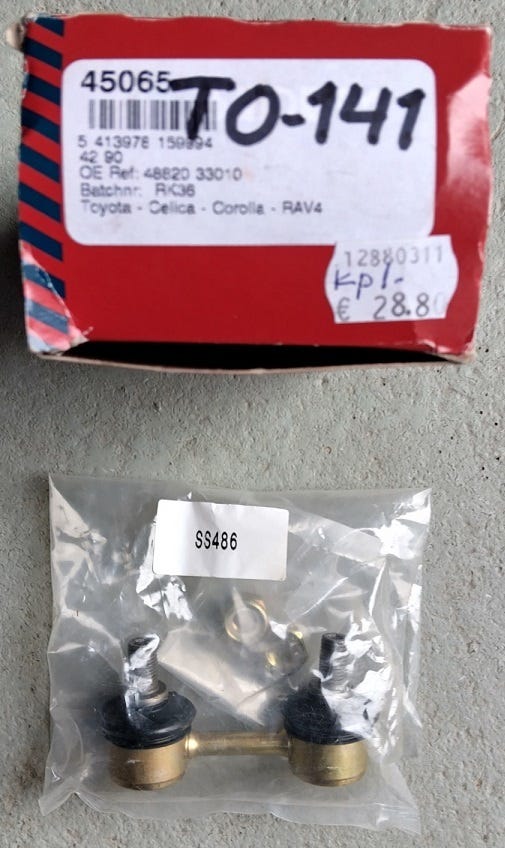 45065
TO-141
5 413978 159994
42 90
OE Ref: 48820 33010
Batchnr: RK36
Toyota - Celica - Corolla - RAV4
12880311
kpl-
€ 28.80
SS486